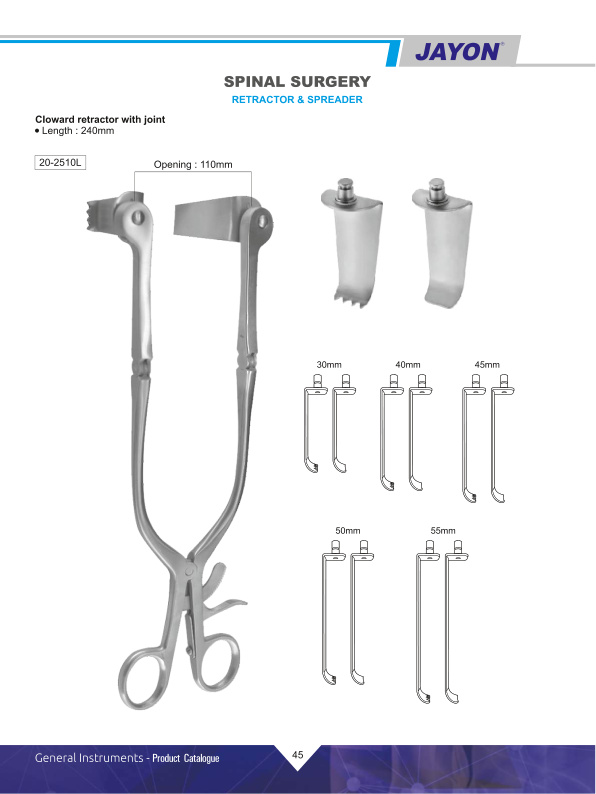 JAYON®
SPINAL SURGERY
RETRACTOR & SPREADER
Cloward retractor with joint
• Length : 240mm
20-2510L
Opening : 110mm
30mm 40mm 45mm
50mm 55mm
General Instruments - Product Catalogue
45